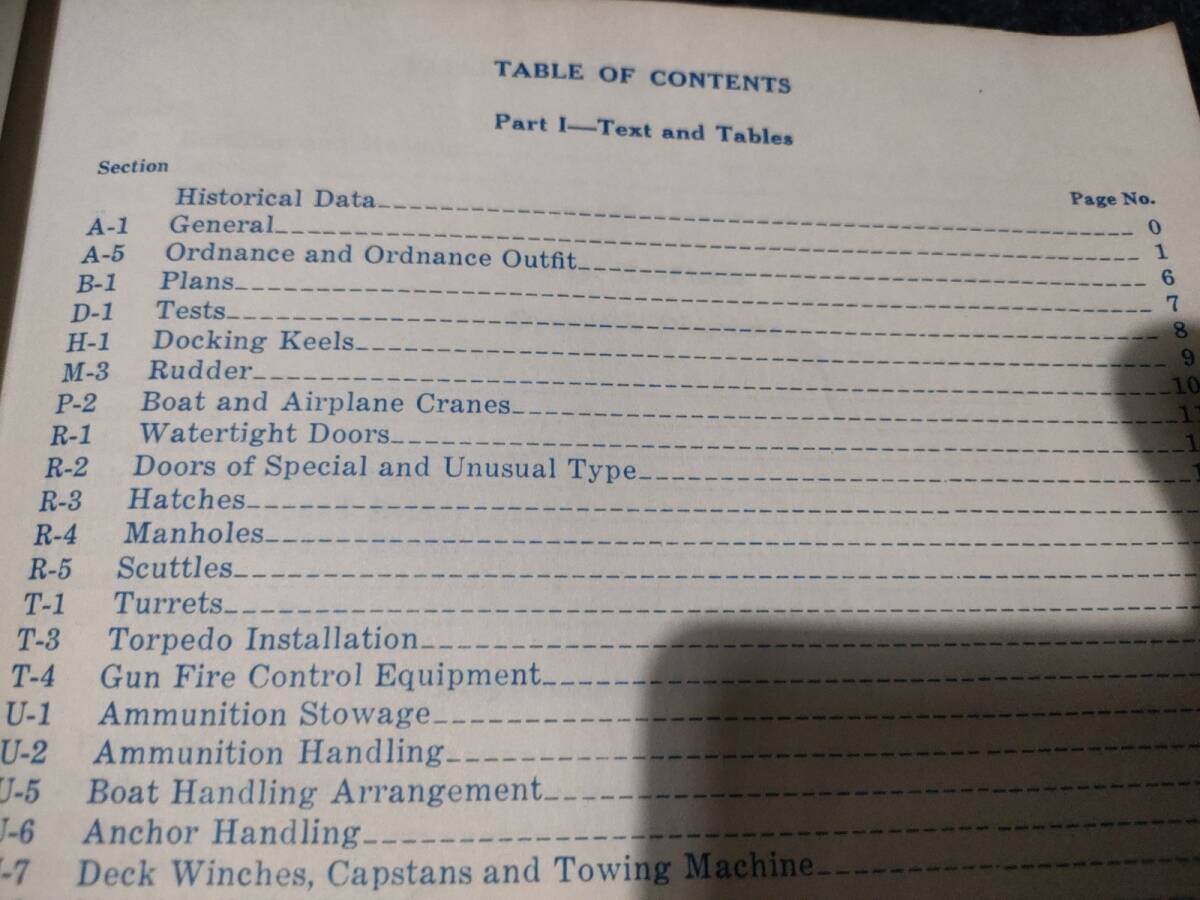 TABLE OF CONTENTS
Part I—Text and Tables
Section
Page No.
Historical Data 0
A-1 General 1
A-5 Ordnance and Ordnance Outfit 6
B-1 Plans 7
D-1 Tests 8
H-1 Docking Keels 9
M-3 Rudder 10
P-2 Boat and Airplane Cranes
R-1 Watertight Doors
R-2 Doors of Special and Unusual Type
R-3 Hatches
R-4 Manholes
R-5 Scuttles
T-1 Turrets
T-3 Torpedo Installation
T-4 Gun Fire Control Equipment
U-1 Ammunition Stowage
U-2 Ammunition Handling
U-5 Boat Handling Arrangement
U-6 Anchor Handling
-7 Deck Winches, Capstans and Towing Machine